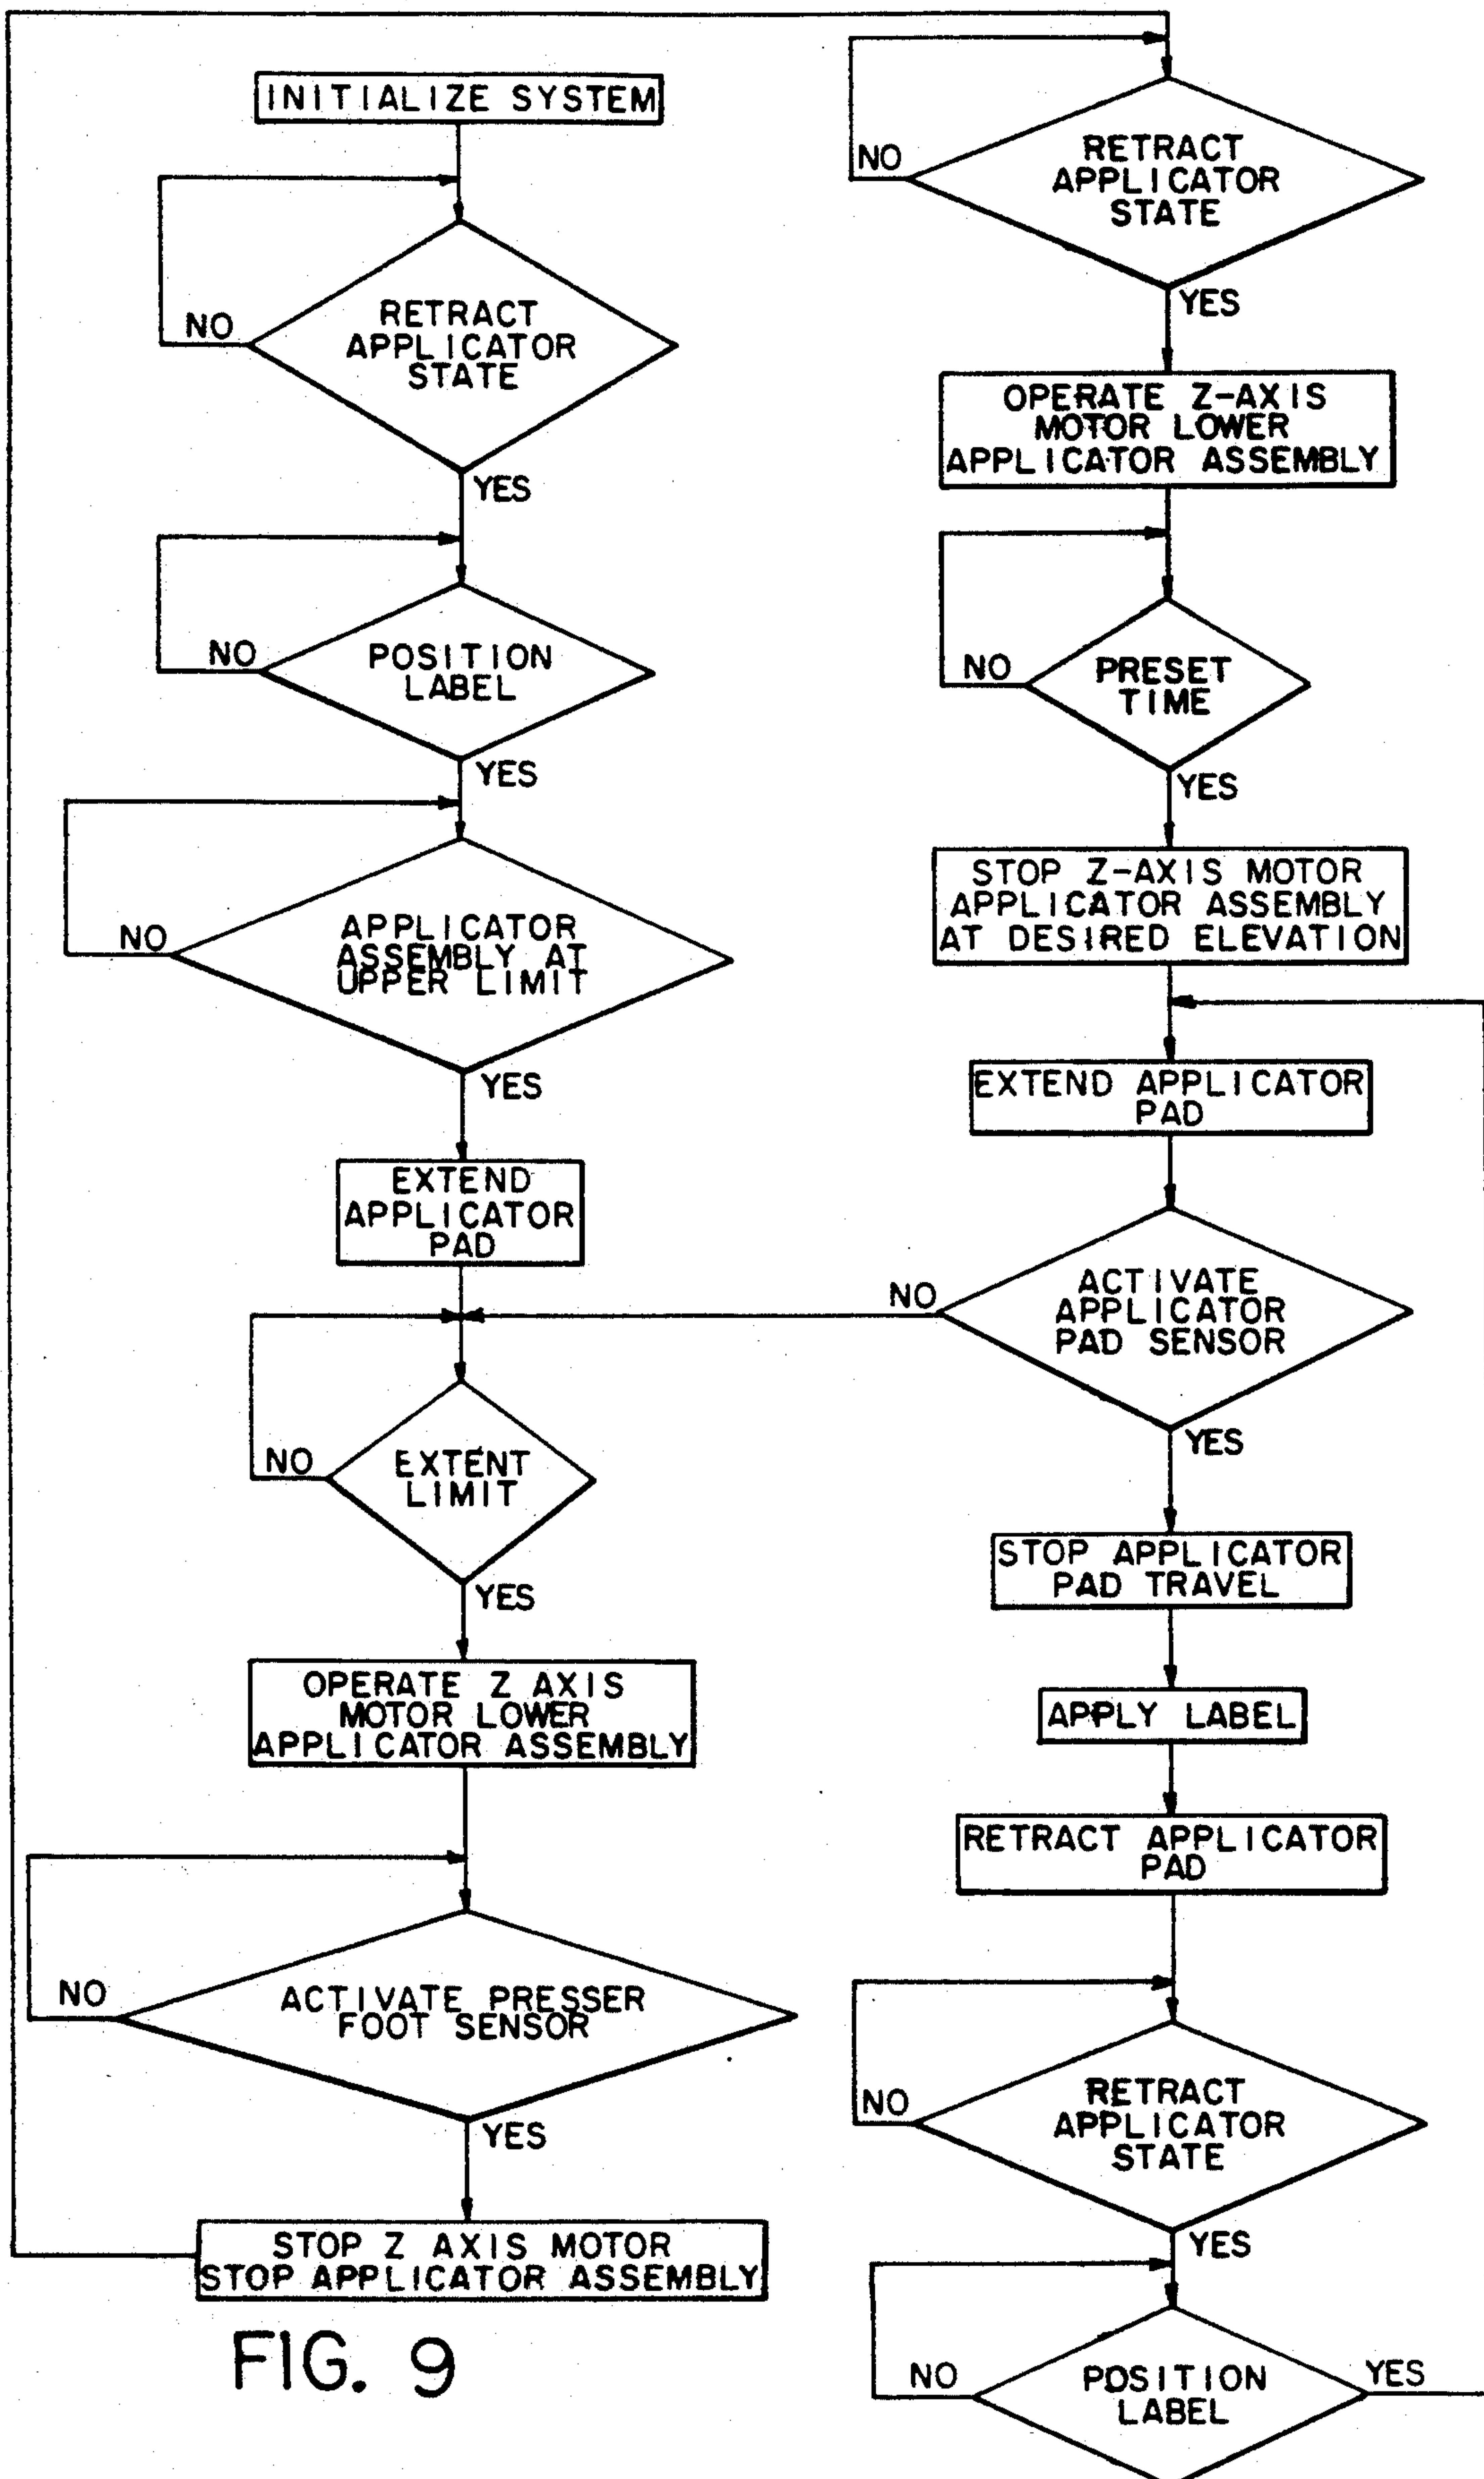 INITIALIZE SYSTEM
RETRACT
APPLICATOR
STATE
NO
YES
POSITION
LABEL
NO
YES
APPLICATOR
ASSEMBLY AT
UPPER LIMIT
NO
YES
EXTEND
APPLICATOR
PAD
EXTENT
LIMIT
NO
YES
OPERATE Z AXIS
MOTOR LOWER
APPLICATOR ASSEMBLY
ACTIVATE PRESSER
FOOT SENSOR
NO
YES
STOP Z AXIS MOTOR
STOP APPLICATOR ASSEMBLY
FIG. 9
RETRACT
APPLICATOR
STATE
NO
YES
OPERATE Z-AXIS
MOTOR LOWER
APPLICATOR ASSEMBLY
PRESET
TIME
NO
YES
STOP Z-AXIS MOTOR
APPLICATOR ASSEMBLY
AT DESIRED ELEVATION
EXTEND APPLICATOR
PAD
ACTIVATE
APPLICATOR
PAD SENSOR
NO
YES
STOP APPLICATOR
PAD TRAVEL
APPLY LABEL
RETRACT APPLICATOR
PAD
RETRACT
APPLICATOR
STATE
NO
YES
POSITION
LABEL
NO
YES